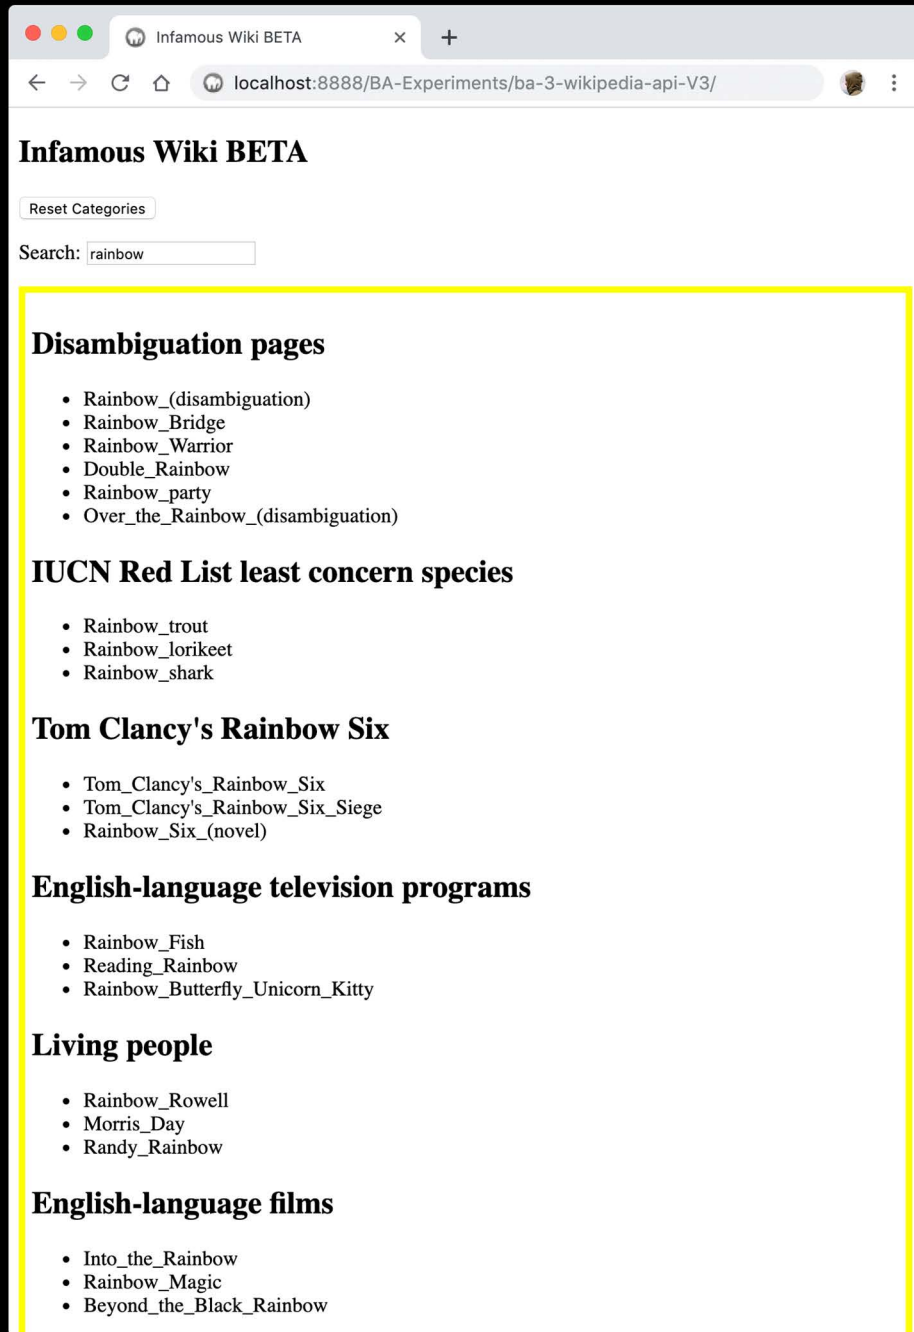 Infamous Wiki BETA
localhost:8888/BA-Experiments/ba-3-wikipedia-api-V3/
Infamous Wiki BETA
Reset Categories
Search: rainbow
Disambiguation pages
Rainbow_(disambiguation)
Rainbow_Bridge
Rainbow_Warrior
Double_Rainbow
Rainbow_party
Over_the_Rainbow_(disambiguation)
IUCN Red List least concern species
Rainbow_trout
Rainbow_lorikeet
Rainbow_shark
Tom Clancy's Rainbow Six
Tom_Clancy's_Rainbow_Six
Tom_Clancy's_Rainbow_Six_Siege
Rainbow_Six_(novel)
English-language television programs
Rainbow_Fish
Reading_Rainbow
Rainbow_Butterfly_Unicorn_Kitty
Living people
Rainbow_Rowell
Morris_Day
Randy_Rainbow
English-language films
Into_the_Rainbow
Rainbow_Magic
Beyond_the_Black_Rainbow